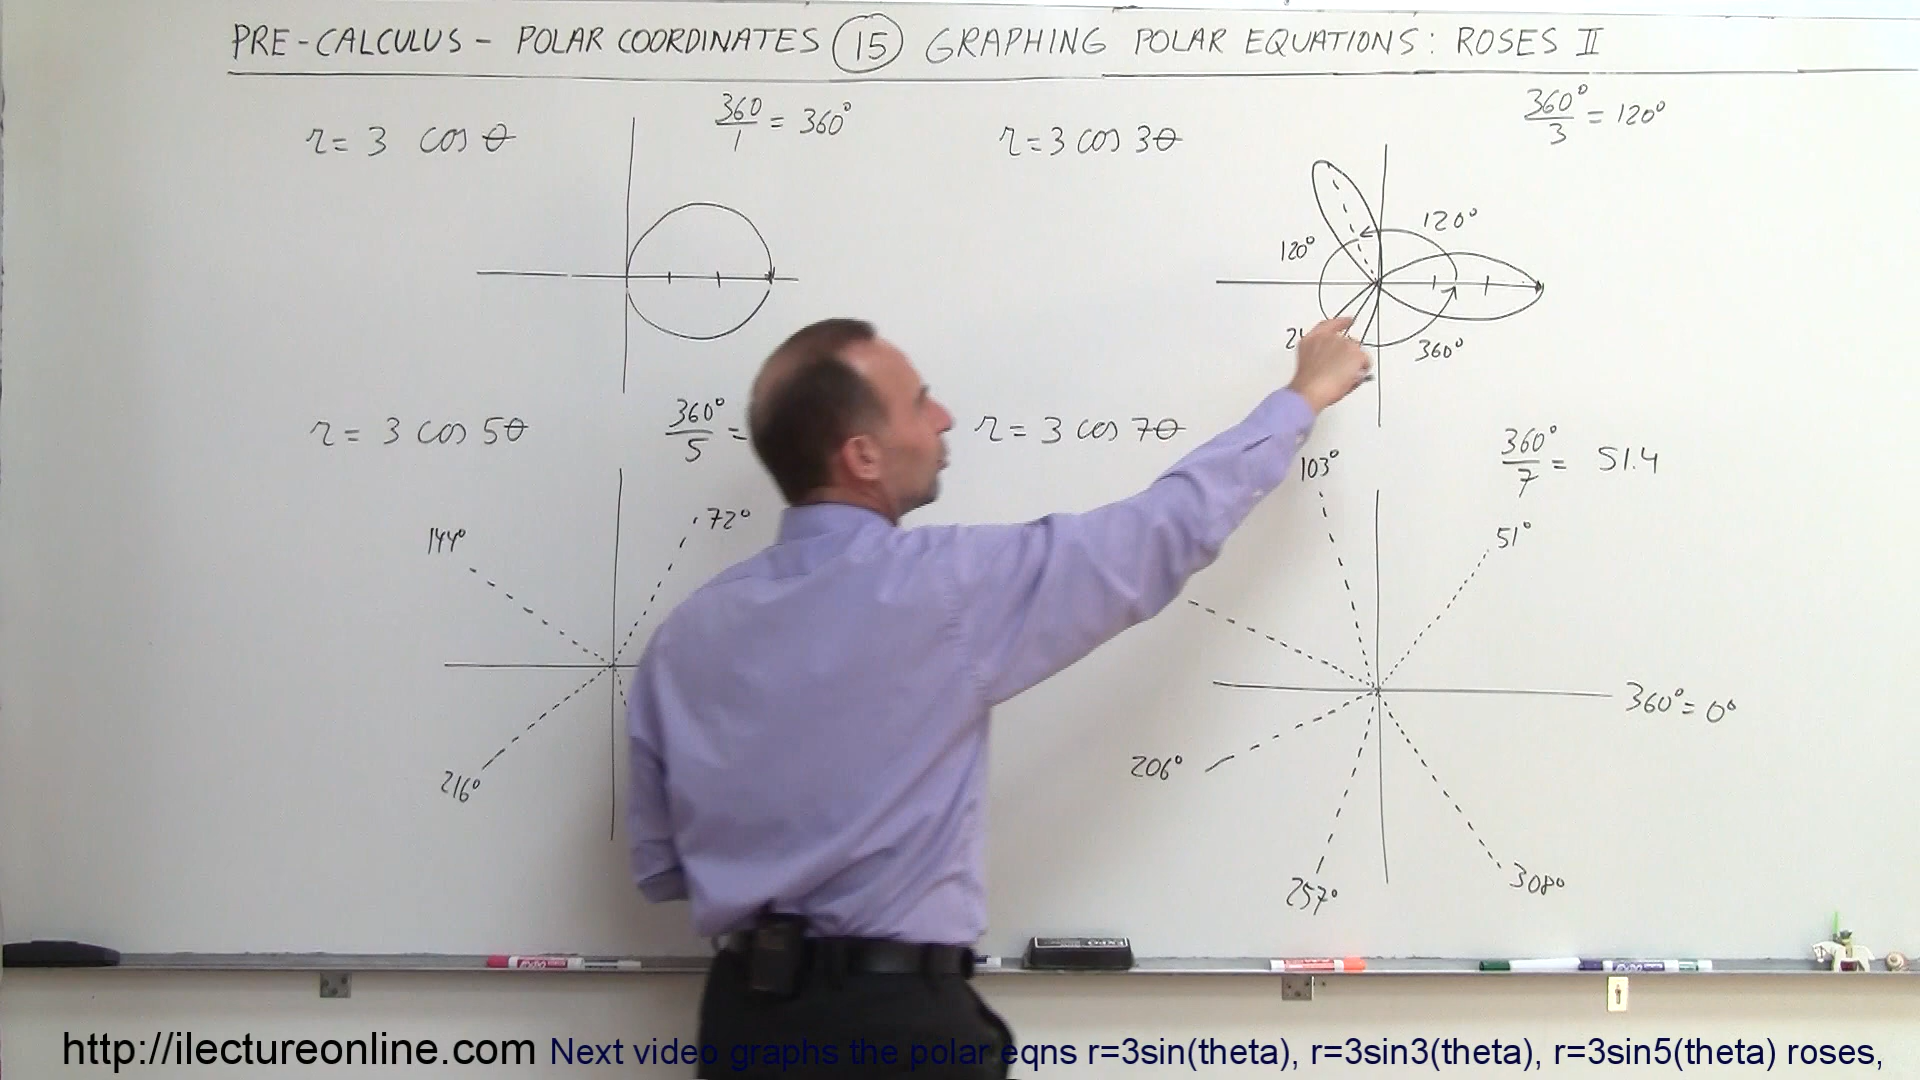 PRE-CALCULUS - POLAR COORDINATES 15 GRAPHING POLAR EQUATIONS: ROSES II
r = 3 cos θ
360/1 = 360°
r = 3 cos 3θ
360°/3 = 120°
120°
120°
360°
r = 3 cos 5θ
360°/5 =
72°
144°
216°
r = 3 cos 7θ
360°/7 = 51.4
103°
51°
360° = 0°
206°
257°
308°
EXPO
http://ilectureonline.com Next video graphs the polar eqns r=3sin(theta), r=3sin3(theta), r=3sin5(theta) roses,